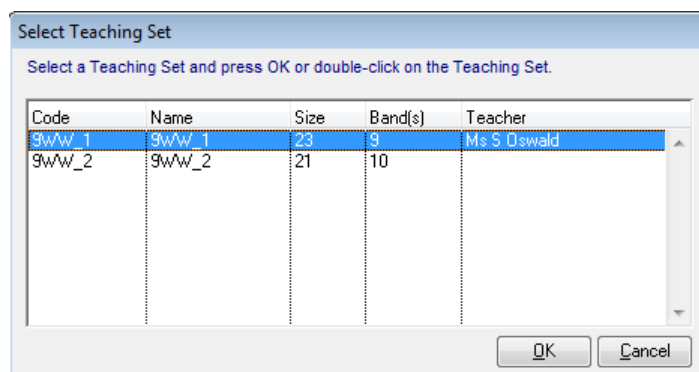 Select Teaching Set
Select a Teaching Set and press OK or double-click on the Teaching Set.
Code Name Size Band(s) Teacher
9WW_1 9WW_1 23 9 Ms S Oswald
9WW_2 9WW_2 21 10
OK Cancel